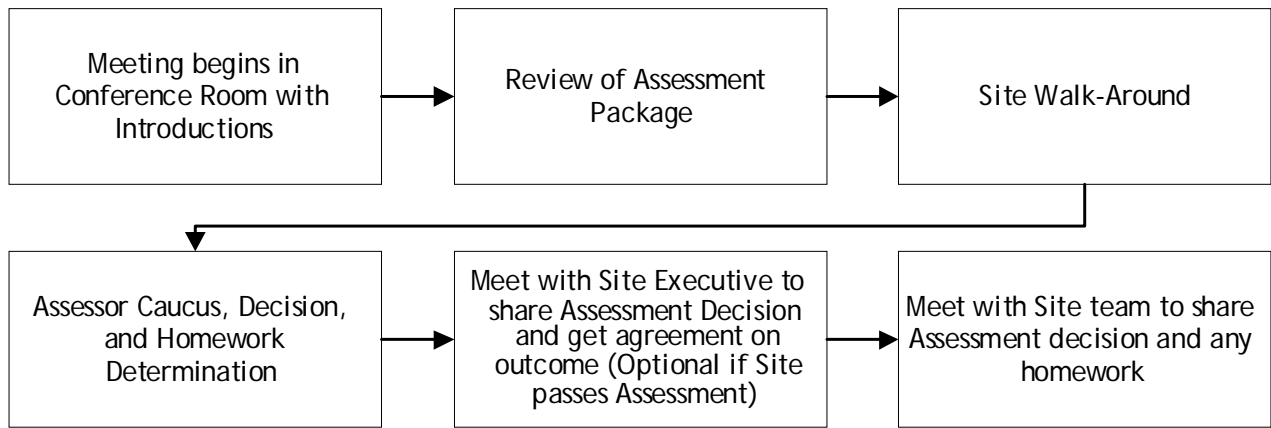 Meeting begins in
Conference Room with
Introductions
Review of Assessment
Package
Site Walk-Around
Assessor Caucus, Decision,
and Homework
Determination
Meet with Site Executive to
share Assessment Decision
and get agreement on
outcome (Optional if Site
passes Assessment)
Meet with Site team to share
Assessment decision and any
homework